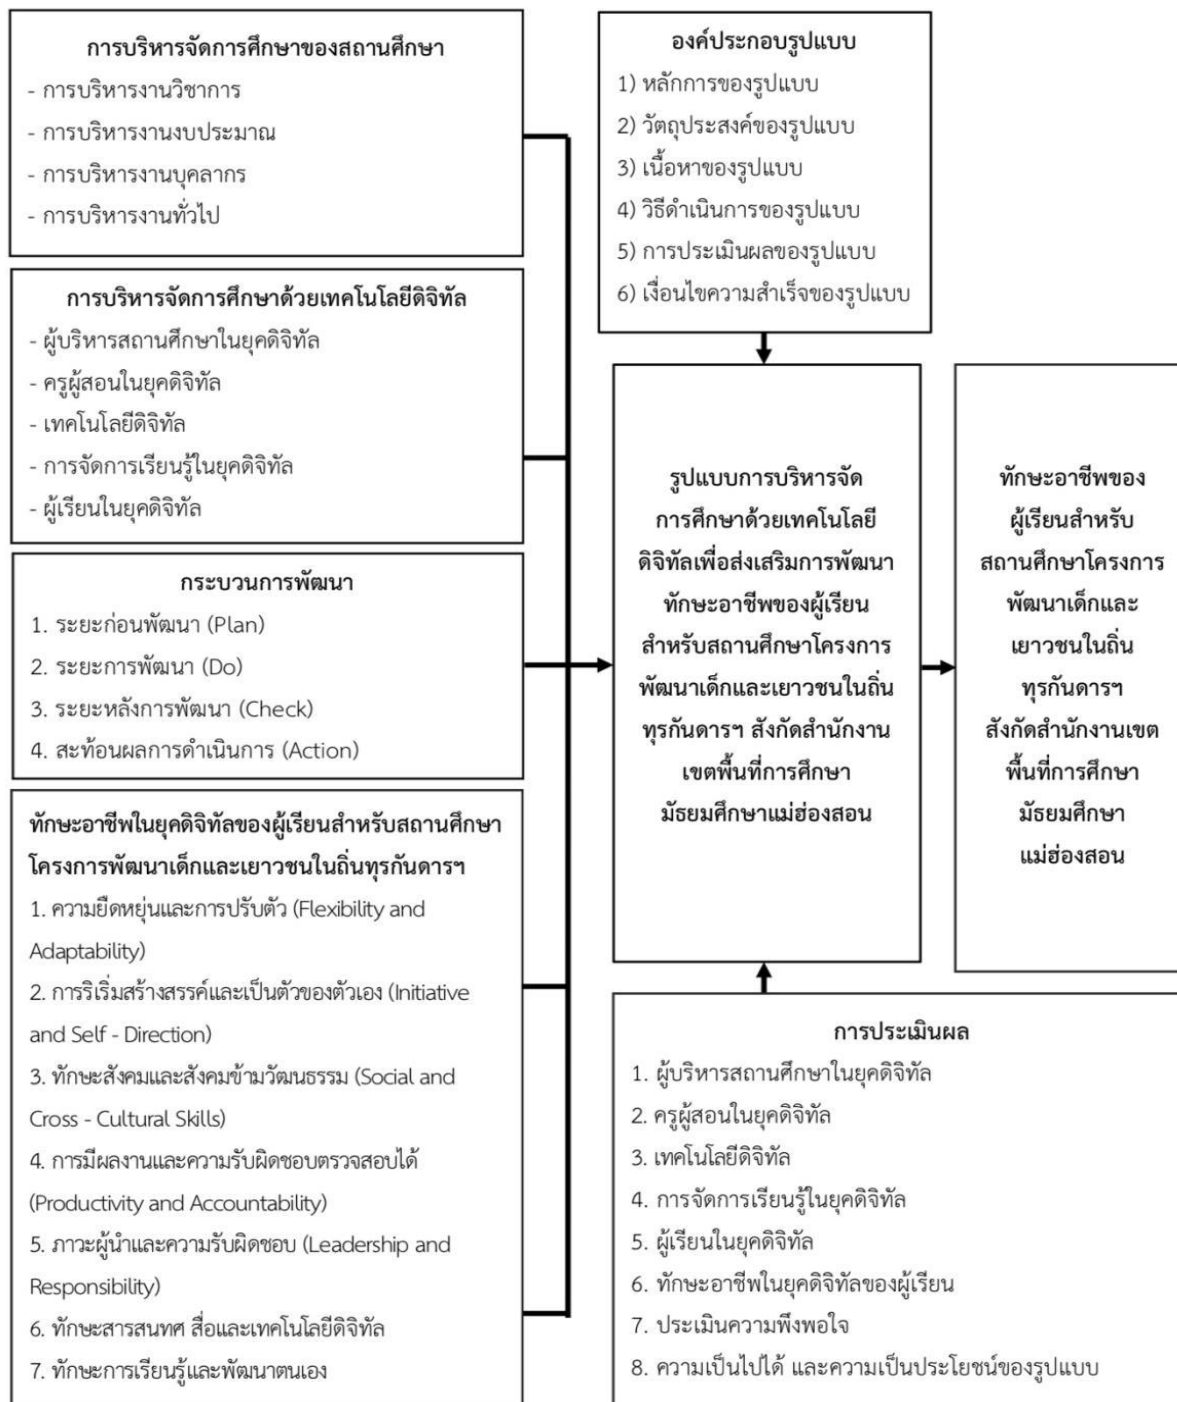 การบริหารจัดการศึกษาของสถานศึกษา
- การบริหารงานวิชาการ
- การบริหารงานงบประมาณ
- การบริหารงานบุคลากร
- การบริหารงานทั่วไป
การบริหารจัดการศึกษาด้วยเทคโนโลยีดิจิทัล
- ผู้บริหารสถานศึกษาในยุคดิจิทัล
- ครูผู้สอนในยุคดิจิทัล
- เทคโนโลยีดิจิทัล
- การจัดการเรียนรู้ในยุคดิจิทัล
- ผู้เรียนในยุคดิจิทัล
กระบวนการพัฒนา
1. ระยะก่อนพัฒนา (Plan)
2. ระยะการพัฒนา (Do)
3. ระยะหลังการพัฒนา (Check)
4. สะท้อนผลการดำเนินการ (Action)
ทักษะอาชีพในยุคดิจิทัลของผู้เรียนสำหรับสถานศึกษา
โครงการพัฒนาเด็กและเยาวชนในถิ่นทุรกันดารฯ
1. ความยืดหยุ่นและการปรับตัว (Flexibility and
Adaptability)
2. การริเริ่มสร้างสรรค์และเป็นตัวของตัวเอง (Initiative
and Self - Direction)
3. ทักษะสังคมและสังคมข้ามวัฒนธรรม (Social and
Cross - Cultural Skills)
4. การมีผลงานและความรับผิดชอบตรวจสอบได้
(Productivity and Accountability)
5. ภาวะผู้นำและความรับผิดชอบ (Leadership and
Responsibility)
6. ทักษะสารสนทศ สื่อและเทคโนโลยีดิจิทัล
7. ทักษะการเรียนรู้และพัฒนาตนเอง
องค์ประกอบรูปแบบ
1) หลักการของรูปแบบ
2) วัตถุประสงค์ของรูปแบบ
3) เนื้อหาของรูปแบบ
4) วิธีดำเนินการของรูปแบบ
5) การประเมินผลของรูปแบบ
6) เงื่อนไขความสำเร็จของรูปแบบ
รูปแบบการบริหารจัด
การศึกษาด้วยเทคโนโลยี
ดิจิทัลเพื่อส่งเสริมการพัฒนา
ทักษะอาชีพของผู้เรียน
สำหรับสถานศึกษาโครงการ
พัฒนาเด็กและเยาวชนในถิ่น
ทุรกันดารฯ สังกัดสำนักงาน
เขตพื้นที่การศึกษา
มัธยมศึกษาแม่ฮ่องสอน
ทักษะอาชีพของ
ผู้เรียนสำหรับ
สถานศึกษาโครงการ
พัฒนาเด็กและ
เยาวชนในถิ่น
ทุรกันดารฯ
สังกัดสำนักงานเขต
พื้นที่การศึกษา
มัธยมศึกษา
แม่ฮ่องสอน
การประเมินผล
1. ผู้บริหารสถานศึกษาในยุคดิจิทัล
2. ครูผู้สอนในยุคดิจิทัล
3. เทคโนโลยีดิจิทัล
4. การจัดการเรียนรู้ในยุคดิจิทัล
5. ผู้เรียนในยุคดิจิทัล
6. ทักษะอาชีพในยุคดิจิทัลของผู้เรียน
7. ประเมินความพึงพอใจ
8. ความเป็นไปได้ และความเป็นประโยชน์ของรูปแบบ